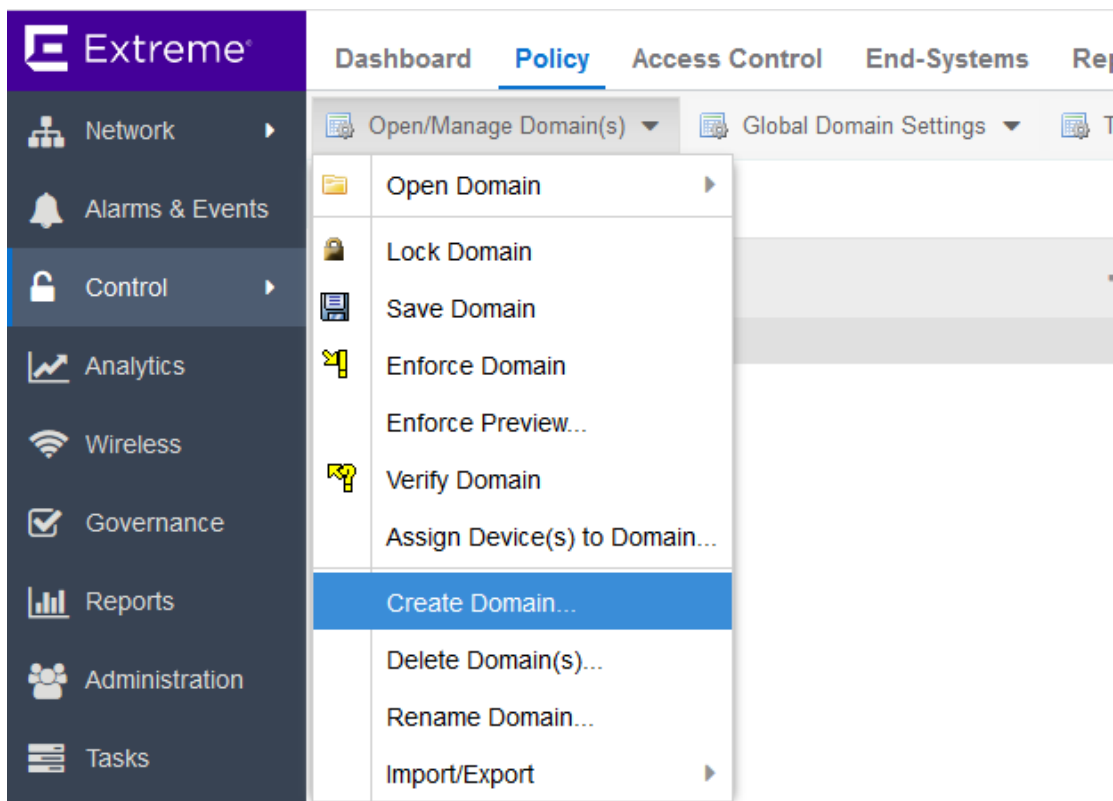 Extreme®
Dashboard Policy Access Control End-Systems
Network
Open/Manage Domain(s) Global Domain Settings
Alarms & Events
Control
Analytics
Wireless
Governance
Reports
Administration
Tasks
Open Domain
Lock Domain
Save Domain
Enforce Domain
Enforce Preview...
Verify Domain
Assign Device(s) to Domain...
Create Domain...
Delete Domain(s)...
Rename Domain...
Import/Export